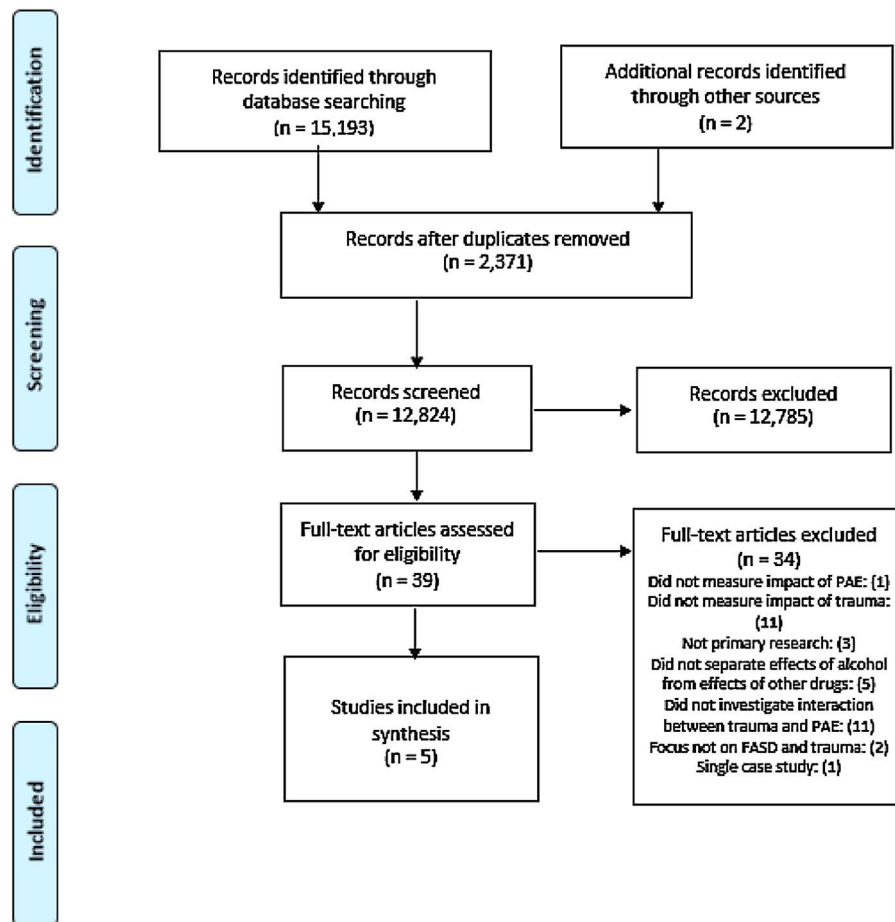 Identification
Records identified through
database searching
(n = 15,193)
Additional records identified
through other sources
(n = 2)
Records after duplicates removed
(n = 2,371)
Screening
Records screened
(n = 12,824)
Records excluded
(n = 12,785)
Eligibility
Full-text articles assessed
for eligibility
(n = 39)
Full-text articles excluded
(n = 34)
Did not measure impact of PAE: (1)
Did not measure impact of trauma:
(11)
Not primary research: (3)
Did not separate effects of alcohol
from effects of other drugs: (5)
Did not investigate interaction
between trauma and PAE: (11)
Focus not on FASD and trauma: (2)
Single case study: (1)
Included
Studies included in
synthesis
(n = 5)